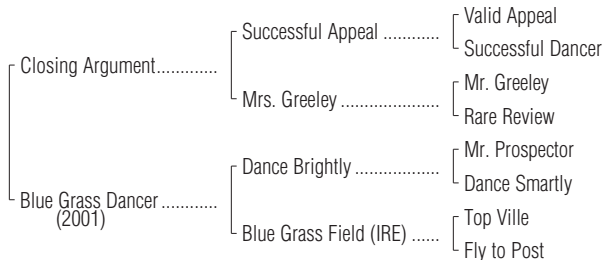 Valid Appeal
Successful Appeal ............
Successful Dancer
Closing Argument.............
Mr. Greeley
Mrs. Greeley .....................
Rare Review
Mr. Prospector
Dance Brightly ..................
Dance Smartly
Blue Grass Dancer ............
(2001)
Top Ville
Blue Grass Field (IRE) ......
Fly to Post